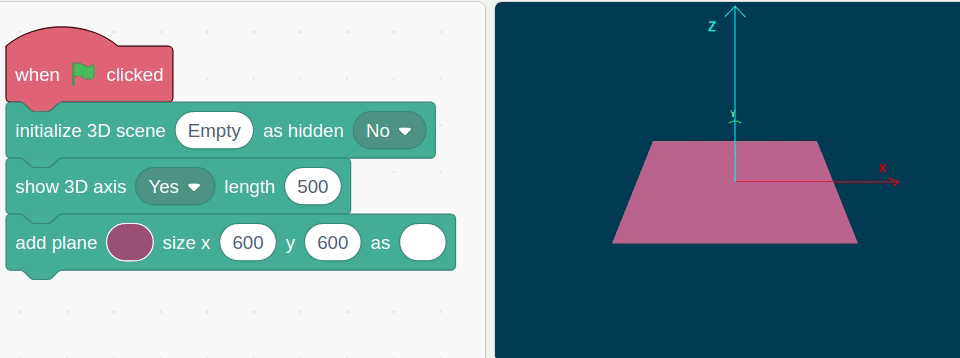 when clicked
initialize 3D scene Empty as hidden No
show 3D axis Yes length 500
add plane size x 600 y 600 as
Z
Y
X